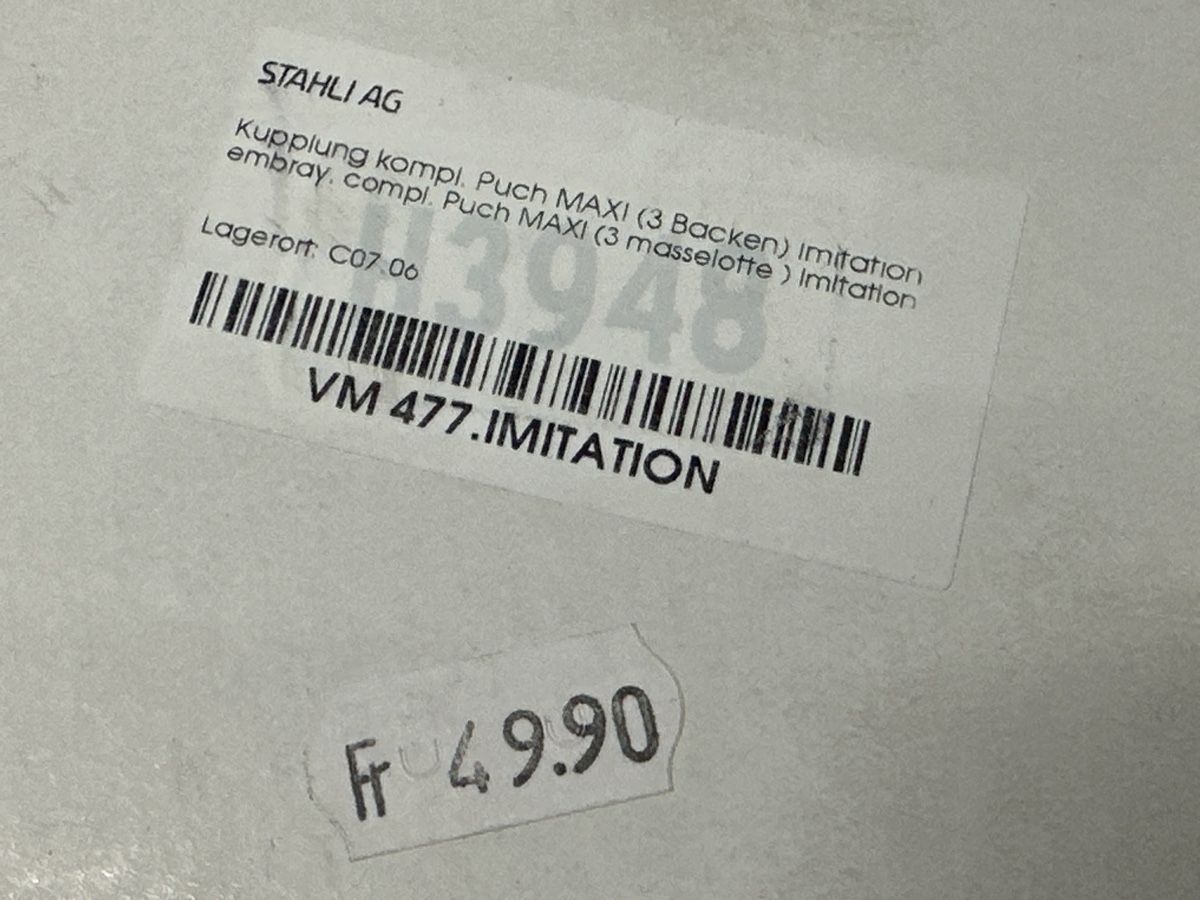 STAHLI AG
Kupplung kompl. Puch MAXI (3 Backen) Imitation
embray. compl. Puch MAXI (3 masselotte ) Imitation
Lagerort: C07.06
H3948
VM 477.IMITATION
Fr 49.90